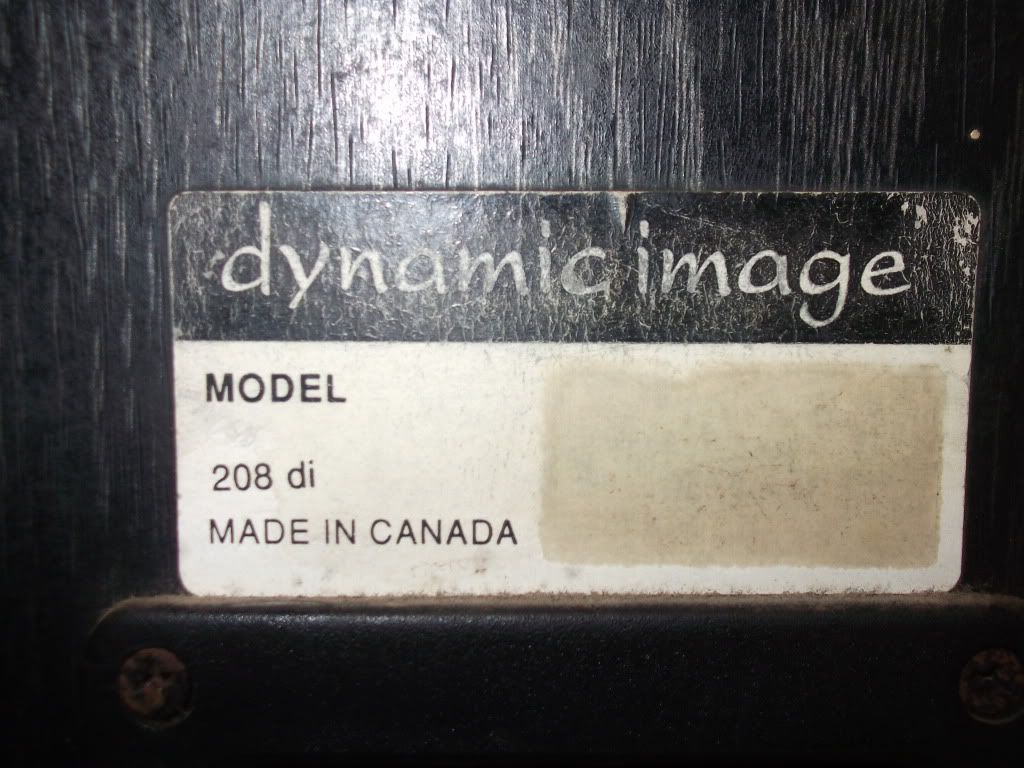 dynamic image
MODEL
208 di
MADE IN CANADA